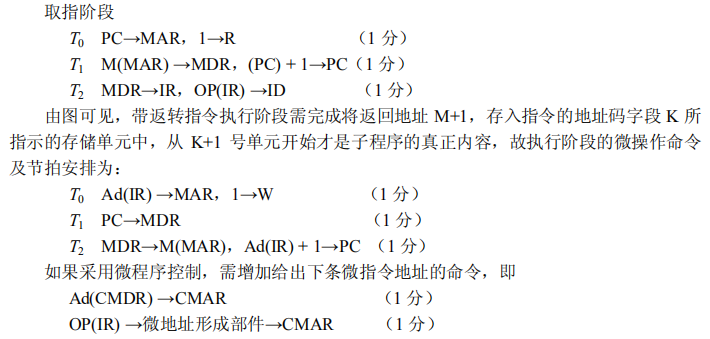 取指阶段
T0 PC→MAR，1→R （1 分）
T1 M(MAR) →MDR，(PC) + 1→PC（1 分）
T2 MDR→IR，OP(IR) →ID （1 分）
由图可见，带返转指令执行阶段需完成将返回地址 M+1，存入指令的地址码字段 K 所
指示的存储单元中，从 K+1 号单元开始才是子程序的真正内容，故执行阶段的微操作命令
及节拍安排为：
T0 Ad(IR) →MAR，1→W （1 分）
T1 PC→MDR （1 分）
T2 MDR→M(MAR)，Ad(IR) + 1→PC （1 分）
如果采用微程序控制，需增加给出下条微指令地址的命令，即
Ad(CMDR) →CMAR （1 分）
OP(IR) →微地址形成部件→CMAR （1 分）